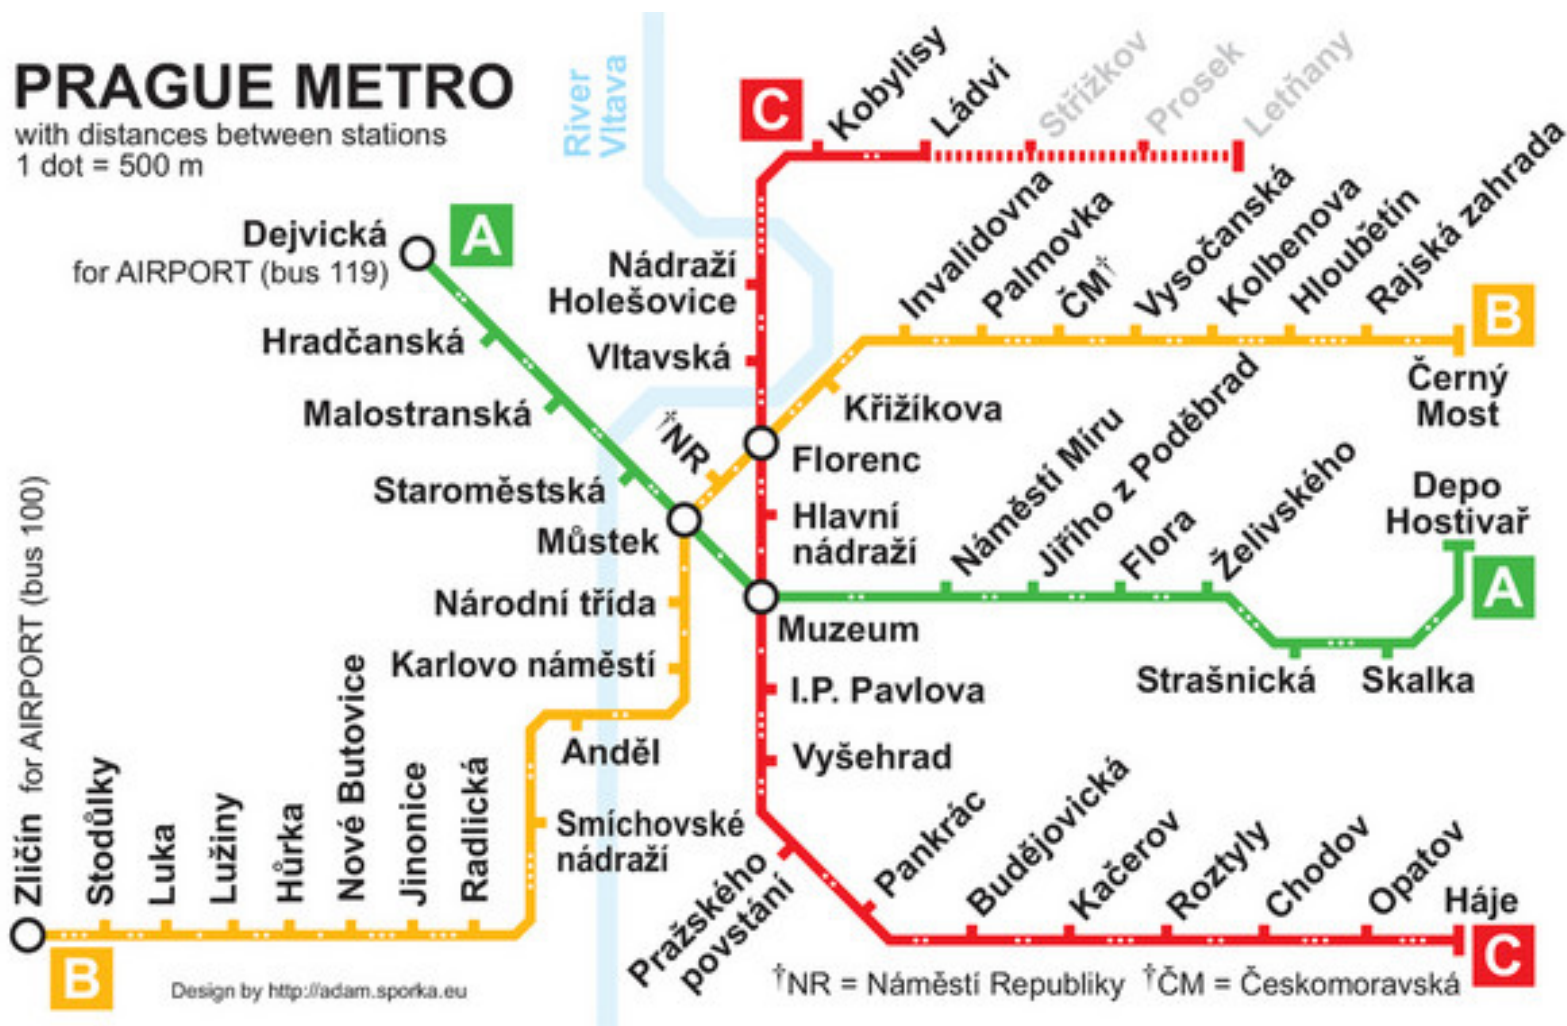 PRAGUE METRO
with distances between stations
1 dot = 500 m
River
Vltava
C
Kobylisy
Ládví
Střížkov
Prosek
Letňany
Dejvická
for AIRPORT (bus 119)
A
Hradčanská
Malostranská
Staroměstská
Můstek
Nádraží
Holešovice
Vltavská
†NR
Florenc
Křižíkova
Invalidovna
Palmovka
ČM†
Vysočanská
Kolbenova
Hloubětín
Rajská zahrada
B
Černý
Most
Hlavní
nádraží
Muzeum
Náměstí Míru
Jiřího z Poděbrad
Flora
Želivského
Strašnická
Skalka
Depo
Hostivař
A
Národní třída
Karlovo náměstí
Anděl
Smíchovské
nádraží
Radlická
Jinonice
Nové Butovice
Hůrka
Lužiny
Luka
Stodůlky
Zličín for AIRPORT (bus 100)
B
I.P. Pavlova
Vyšehrad
Pražského
povstání
Pankrác
Budějovická
Kačerov
Roztyly
Chodov
Opatov
Háje
C
Design by http://adam.sporka.eu
†NR = Náměstí Republiky †ČM = Českomoravská